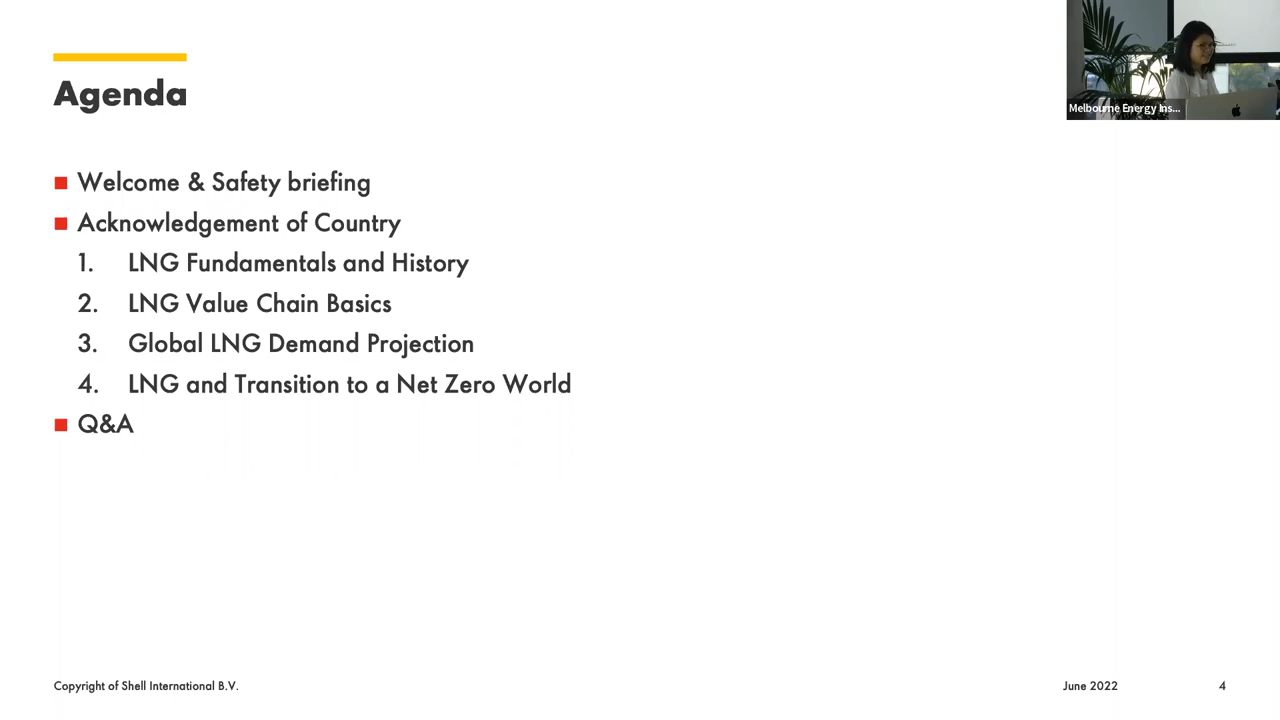 Agenda
Melbourne Energy Ins...
Welcome & Safety briefing
Acknowledgement of Country
1. LNG Fundamentals and History
2. LNG Value Chain Basics
3. Global LNG Demand Projection
4. LNG and Transition to a Net Zero World
Q&A
Copyright of Shell International B.V.
June 2022
4